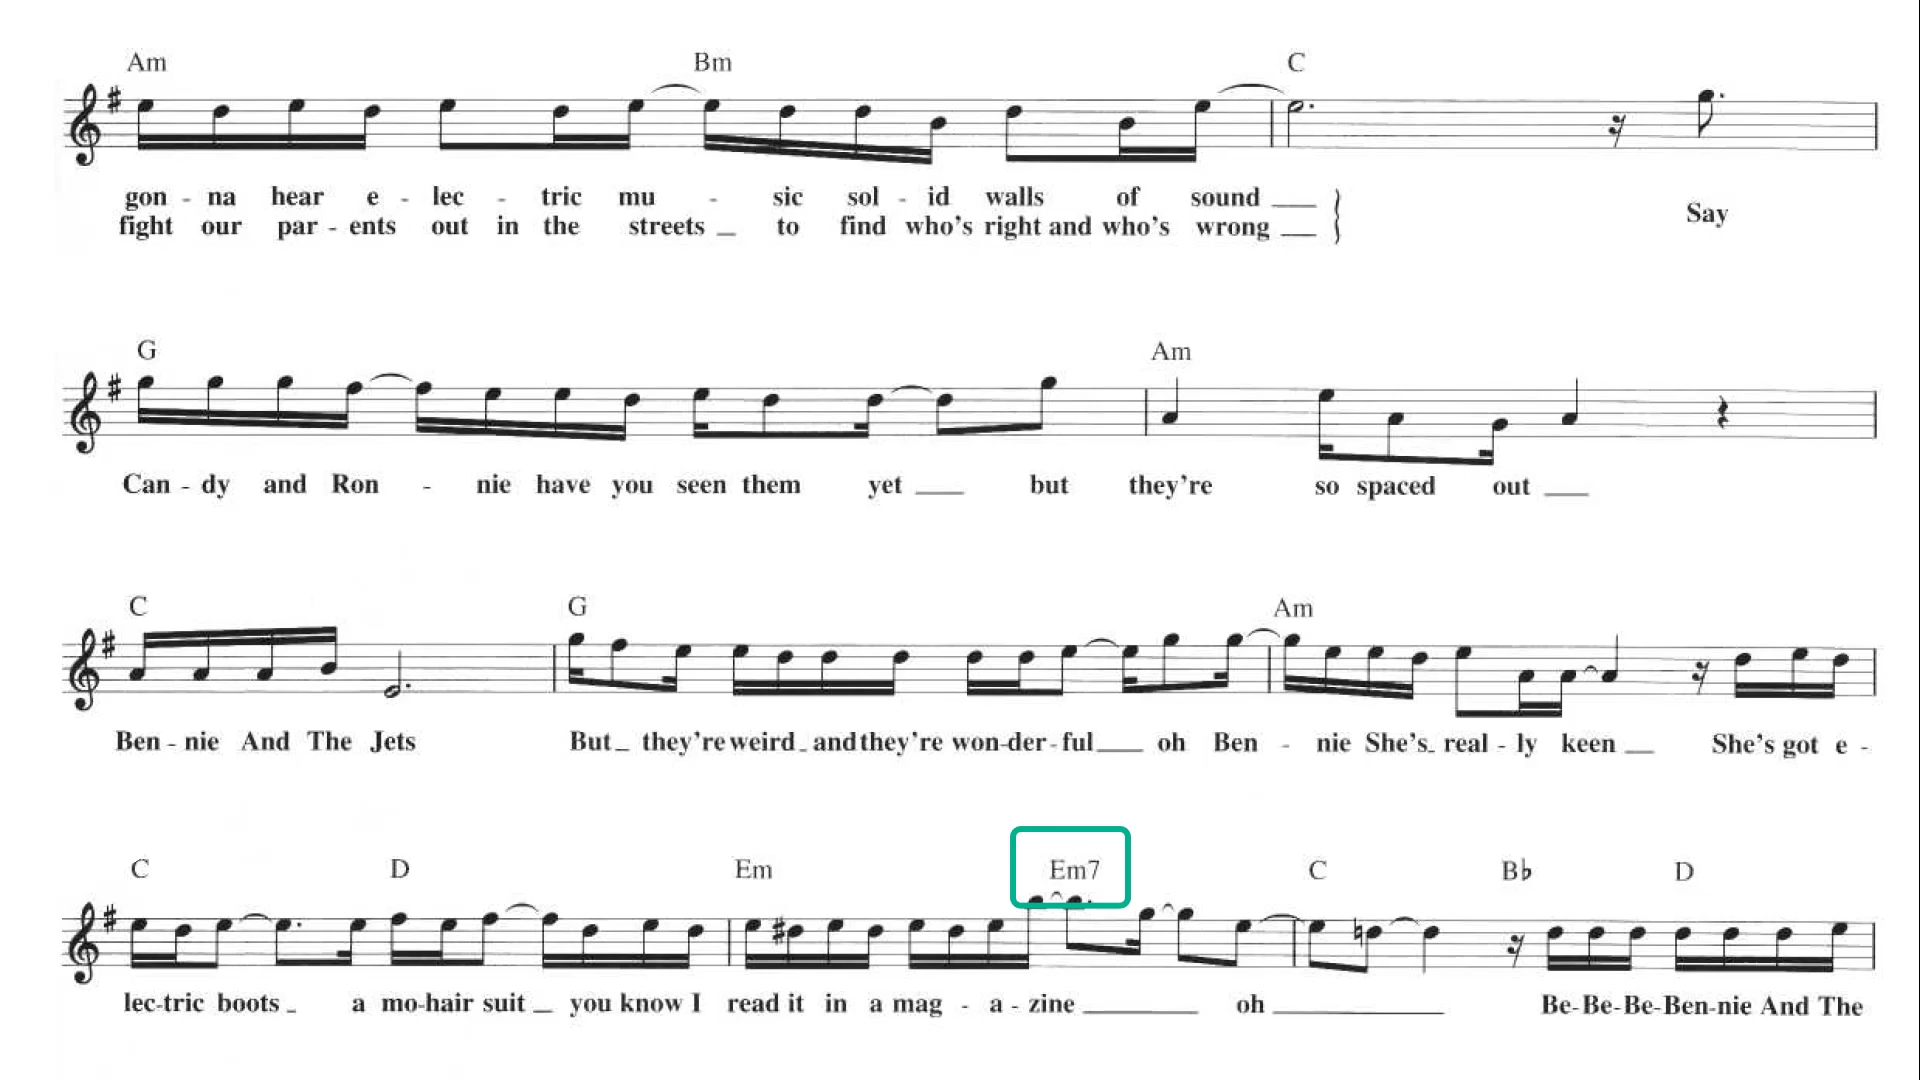 Am Bm C
gon - na hear e - lec - tric mu - sic sol - id walls of sound
fight our par - ents out in the streets to find who's right and who's wrong
Say
G Am
Can - dy and Ron - nie have you seen them yet but they're so spaced out
C G Am
Ben - nie And The Jets But they're weird and they're won - der - ful oh Ben - nie She's real - ly keen She's got e -
C D Em Em7 C B♭ D
lec - tric boots a mo - hair suit you know I read it in a mag - a - zine oh Be - Be - Be - Ben - nie And The